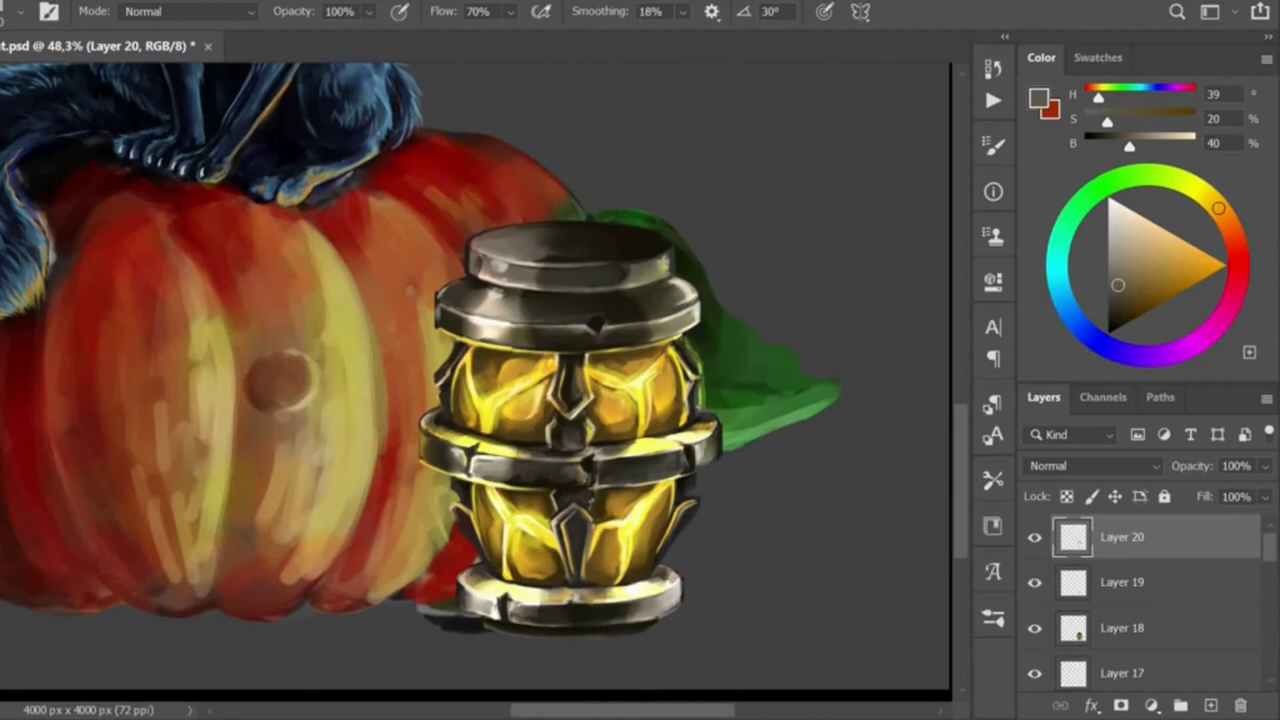 Mode: Normal Opacity: 100% Flow: 70% Smoothing: 18% 30°
t.psd @ 48,3% (Layer 20, RGB/8) * ×
Color Swatches
H 39 °
S 20 %
B 40 %
Layers Channels Paths
Kind
Normal Opacity: 100%
Lock: Fill: 100%
Layer 20
Layer 19
Layer 18
Layer 17
fx
4000 px x 4000 px (72 ppi)